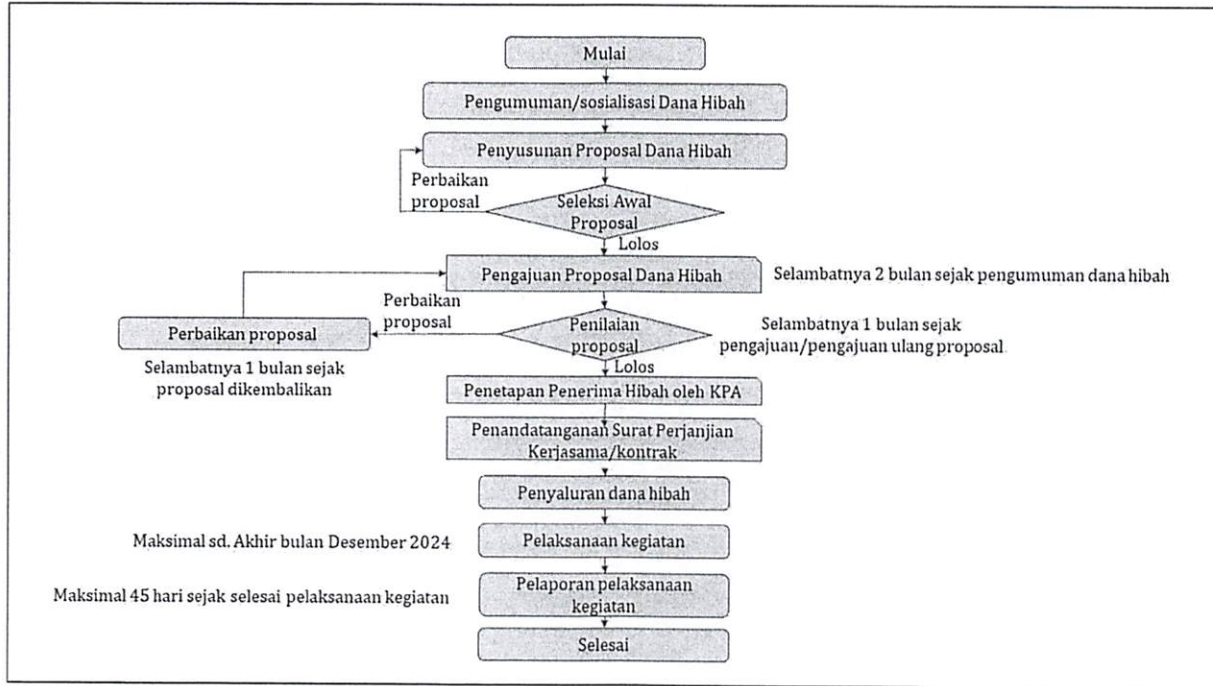 Mulai
Pengumuman/sosialisasi Dana Hibah
Penyusunan Proposal Dana Hibah
Perbaikan
proposal
Seleksi Awal
Proposal
Lolos
Pengajuan Proposal Dana Hibah
Selambatnya 2 bulan sejak pengumuman dana hibah
Perbaikan
proposal
Perbaikan proposal
Penilaian
proposal
Selambatnya 1 bulan sejak
pengajuan/pengajuan ulang proposal
Selambatnya 1 bulan sejak
proposal dikembalikan
Lolos
Penetapan Penerima Hibah oleh KPA
Penandatanganan Surat Perjanjian
Kerjasama/kontrak
Penyaluran dana hibah
Maksimal sd. Akhir bulan Desember 2024
Pelaksanaan kegiatan
Maksimal 45 hari sejak selesai pelaksanaan kegiatan
Pelaporan pelaksanaan
kegiatan
Selesai